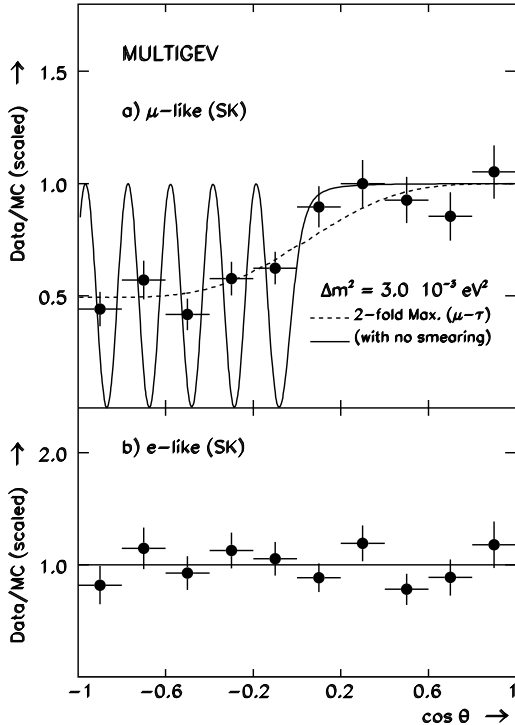 MULTIGEV
a) μ-like (SK)
Data/MC (scaled) →
1.5
1.0
0.5
Δm² = 3.0 10⁻³ eV²
2-fold Max. (μ-τ)
(with no smearing)
b) e-like (SK)
Data/MC (scaled) →
2.0
1.0
-1 -0.6 -0.2 0.2 0.6 1
cos θ →